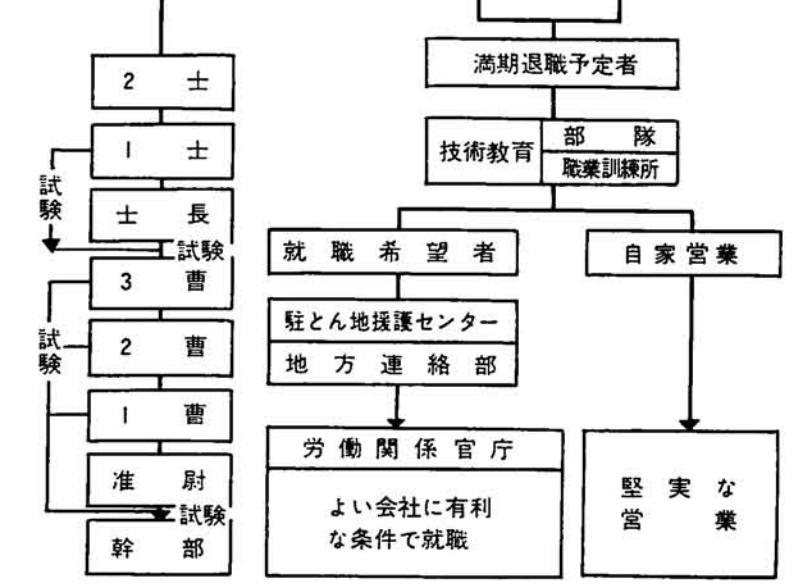 2 士
1 士
試験
士長
試験
3 曹
試験
2 曹
1 曹
准尉
試験
幹部
満期退職予定者
技術教育
部隊
職業訓練所
就職希望者
自家営業
駐とん地援護センター
地方連絡部
労働関係官庁
よい会社に有利
な条件で就職
堅実な
営業